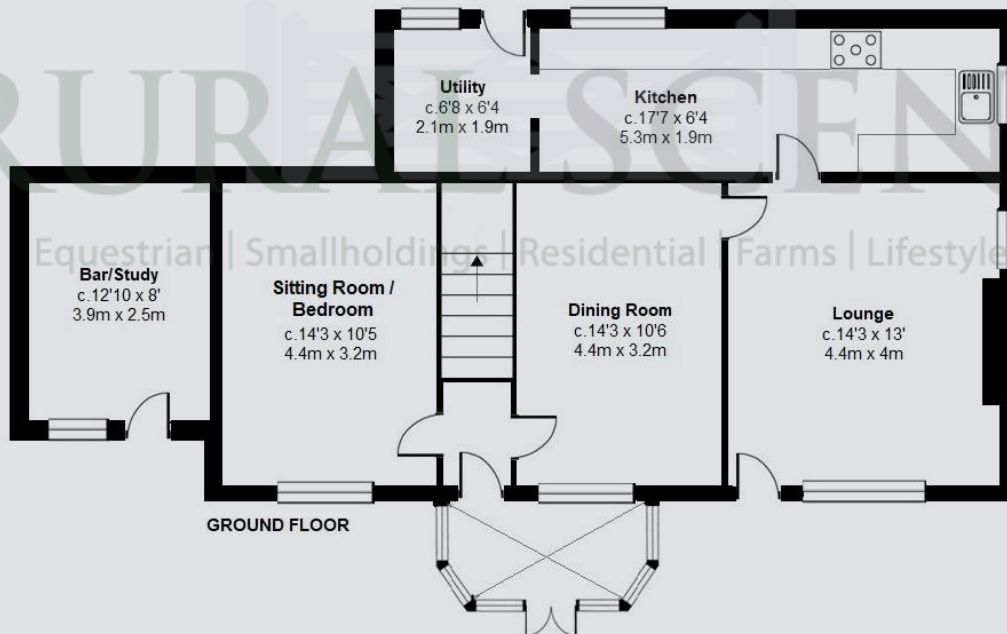 RURAL SCEN
Equestrian | Smallholdings | Residential | Farms | Lifestyle
Utility
c.6'8 x 6'4
2.1m x 1.9m
Kitchen
c.17'7 x 6'4
5.3m x 1.9m
Bar/Study
c.12'10 x 8'
3.9m x 2.5m
Sitting Room /
Bedroom
c.14'3 x 10'5
4.4m x 3.2m
Dining Room
c.14'3 x 10'6
4.4m x 3.2m
Lounge
c.14'3 x 13'
4.4m x 4m
GROUND FLOOR